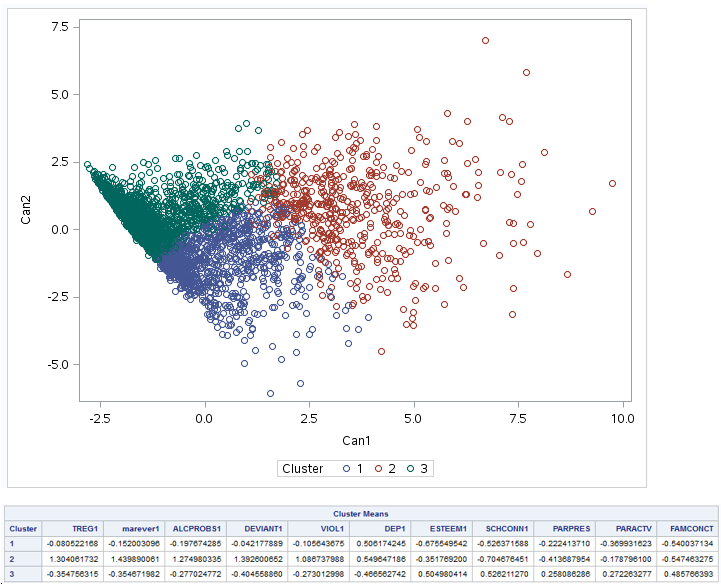 7.5
5.0
2.5
0.0
-2.5
-5.0
Can2
-2.5 0.0 2.5 5.0 7.5 10.0
Can1
Cluster 1 2 3
Cluster Means
Cluster TREG1 marever1 ALCPROBS1 DEVIANT1 VIOL1 DEP1 ESTEEM1 SCHCONN1 PARPRES PARACTV FAMCONCT
1 -0.080522168 -0.152003096 -0.197674285 -0.042177889 -0.105643675 0.506174245 -0.675549542 -0.526371588 -0.222413710 -0.369931623 -0.540037134
2 1.304061732 1.439890061 1.274980335 1.392600652 1.086737988 0.549647186 -0.351769200 -0.704676451 -0.413687954 -0.178796100 -0.547463275
3 -0.354756315 -0.354671982 -0.277024772 -0.404558860 -0.273012998 -0.466562742 0.504980414 0.526211270 0.258086286 0.272263277 0.485766393